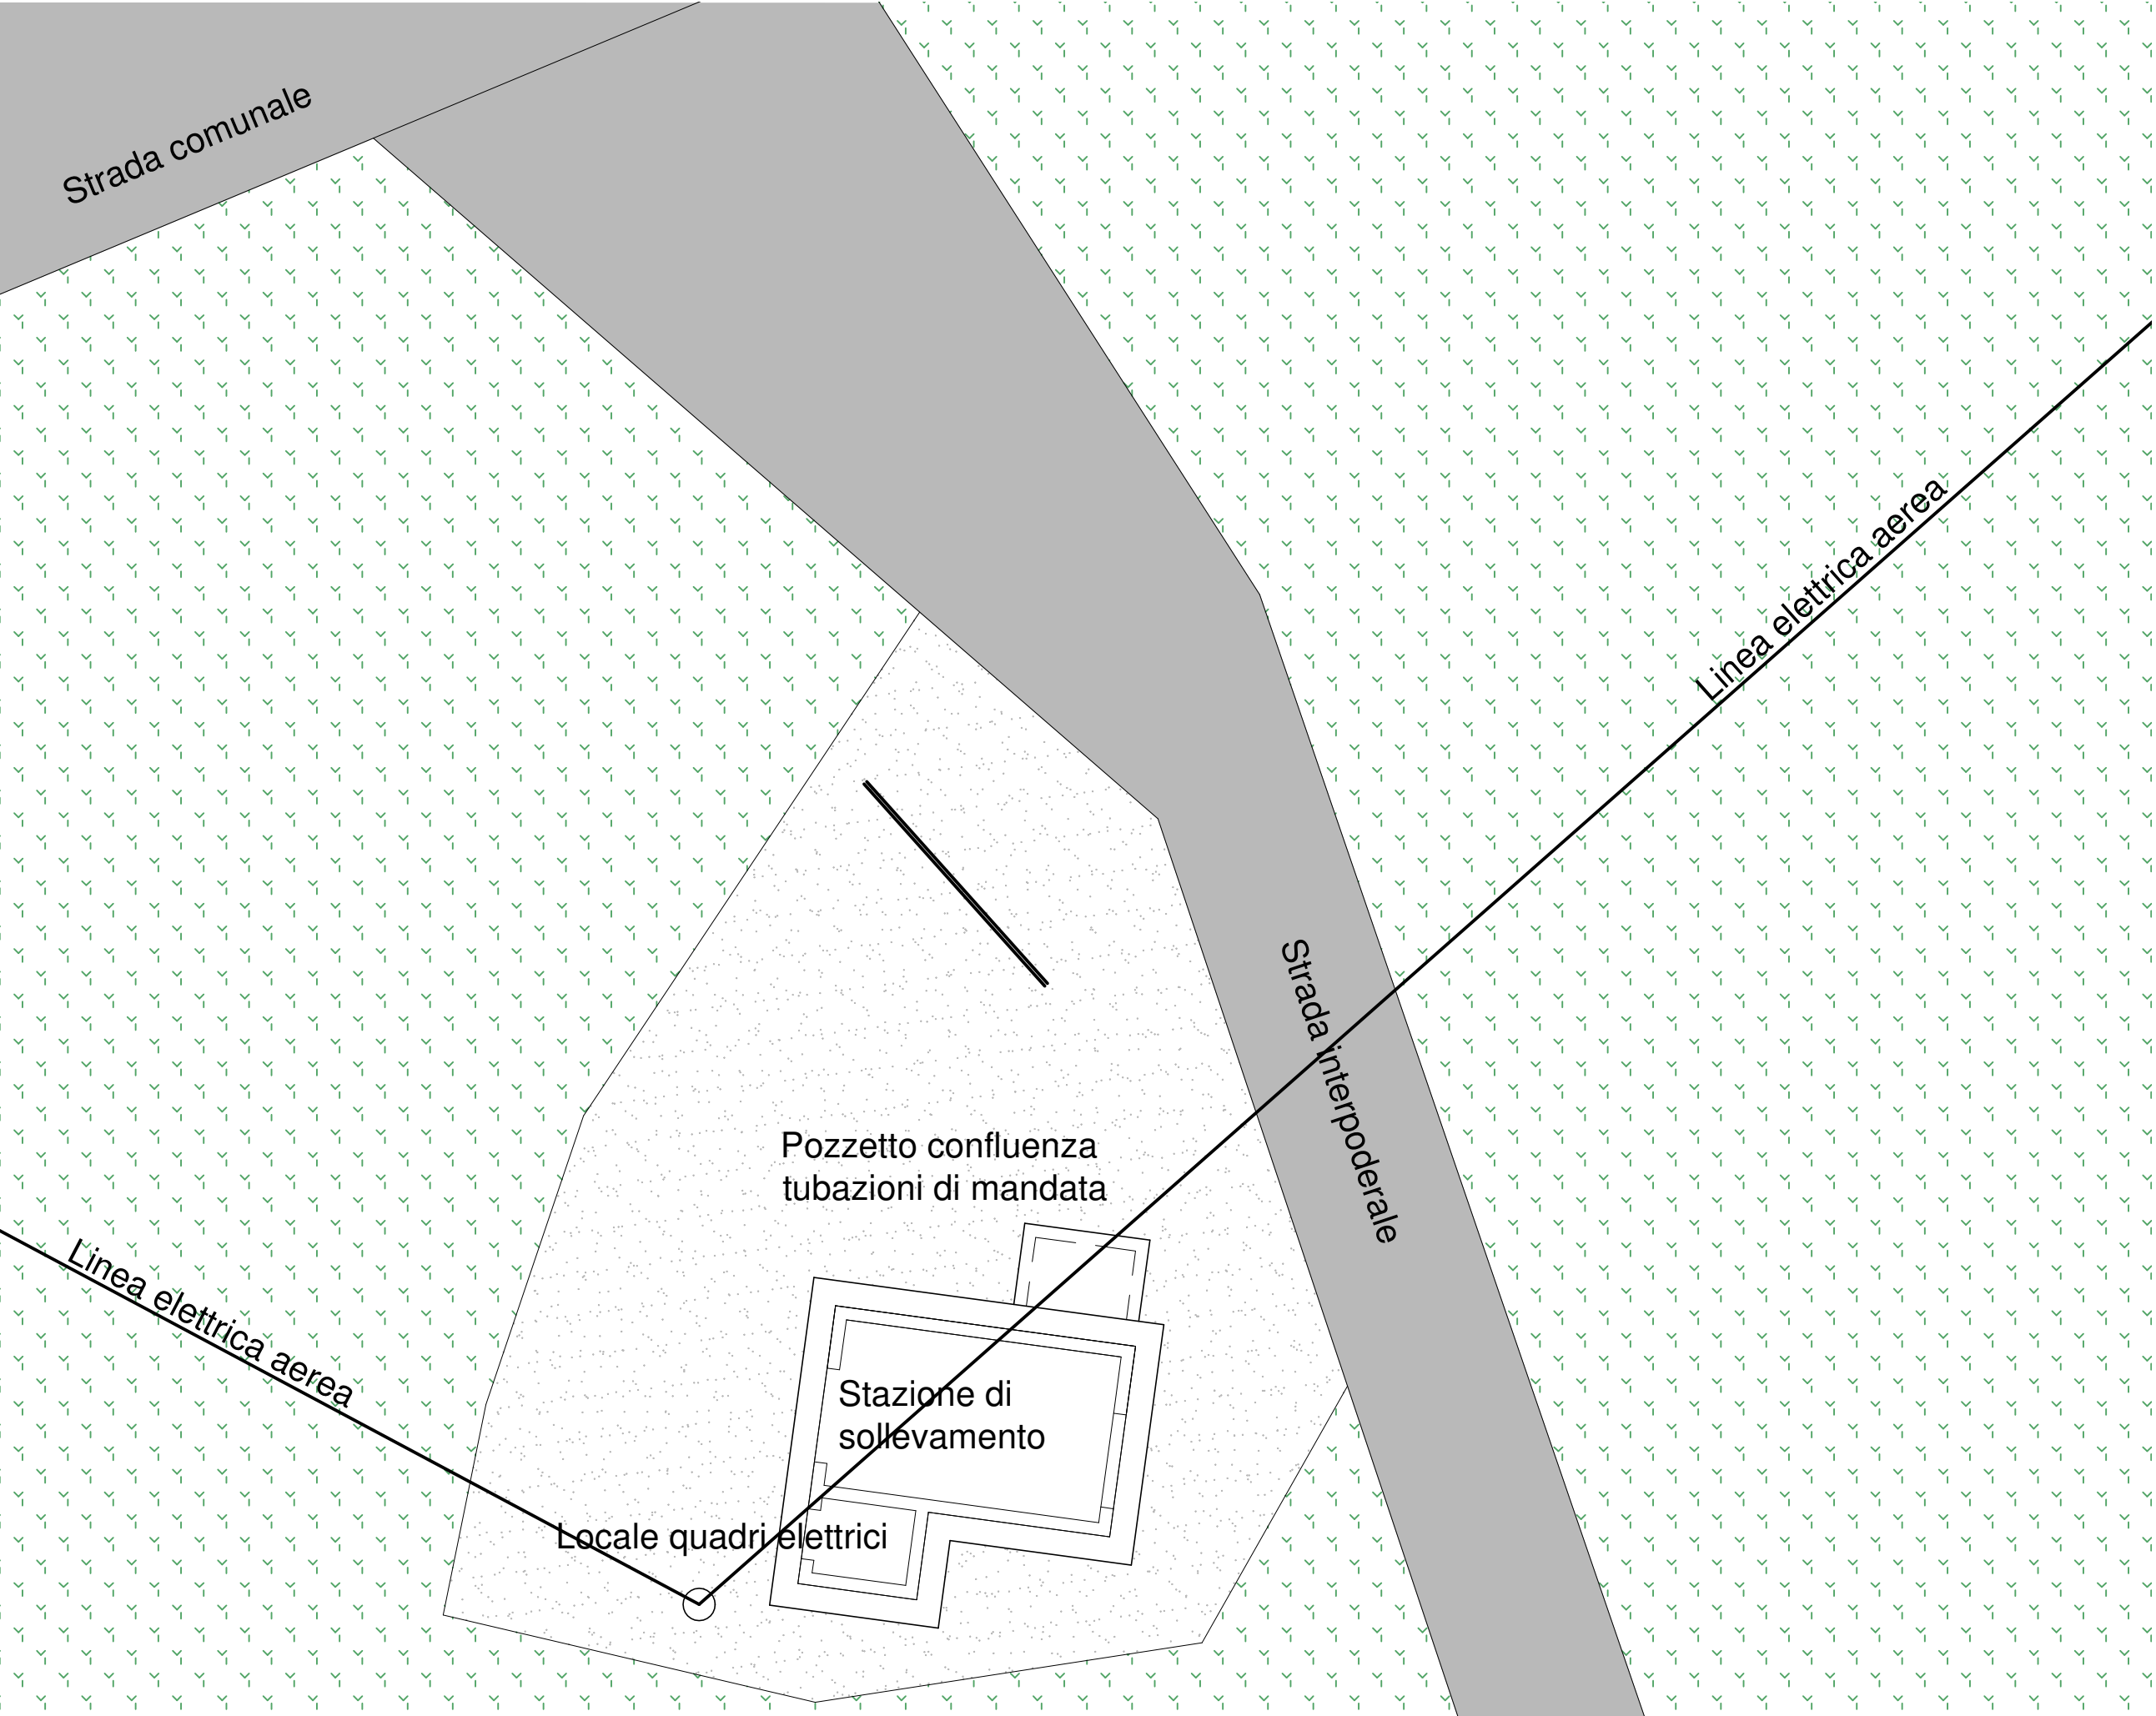 Strada comunale
Linea elettrica aerea
Strada interpoderale
Pozzetto confluenza
tubazioni di mandata
Linea elettrica aerea
Stazione di
sollevamento
Locale quadri elettrici